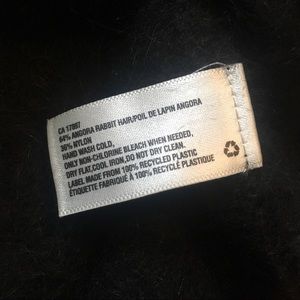 CA 17897
64% ANGORA RABBIT HAIR/POIL DE LAPIN ANGORA
36% NYLON
HAND WASH COLD,
ONLY NON-CHLORINE BLEACH WHEN NEEDED,
DRY FLAT,COOL IRON,DO NOT DRY CLEAN.
LABEL MADE FROM 100% RECYCLED PLASTIC
ÉTIQUETTE FABRIQUÉ À 100% RECYCLÉ PLASTIQUE